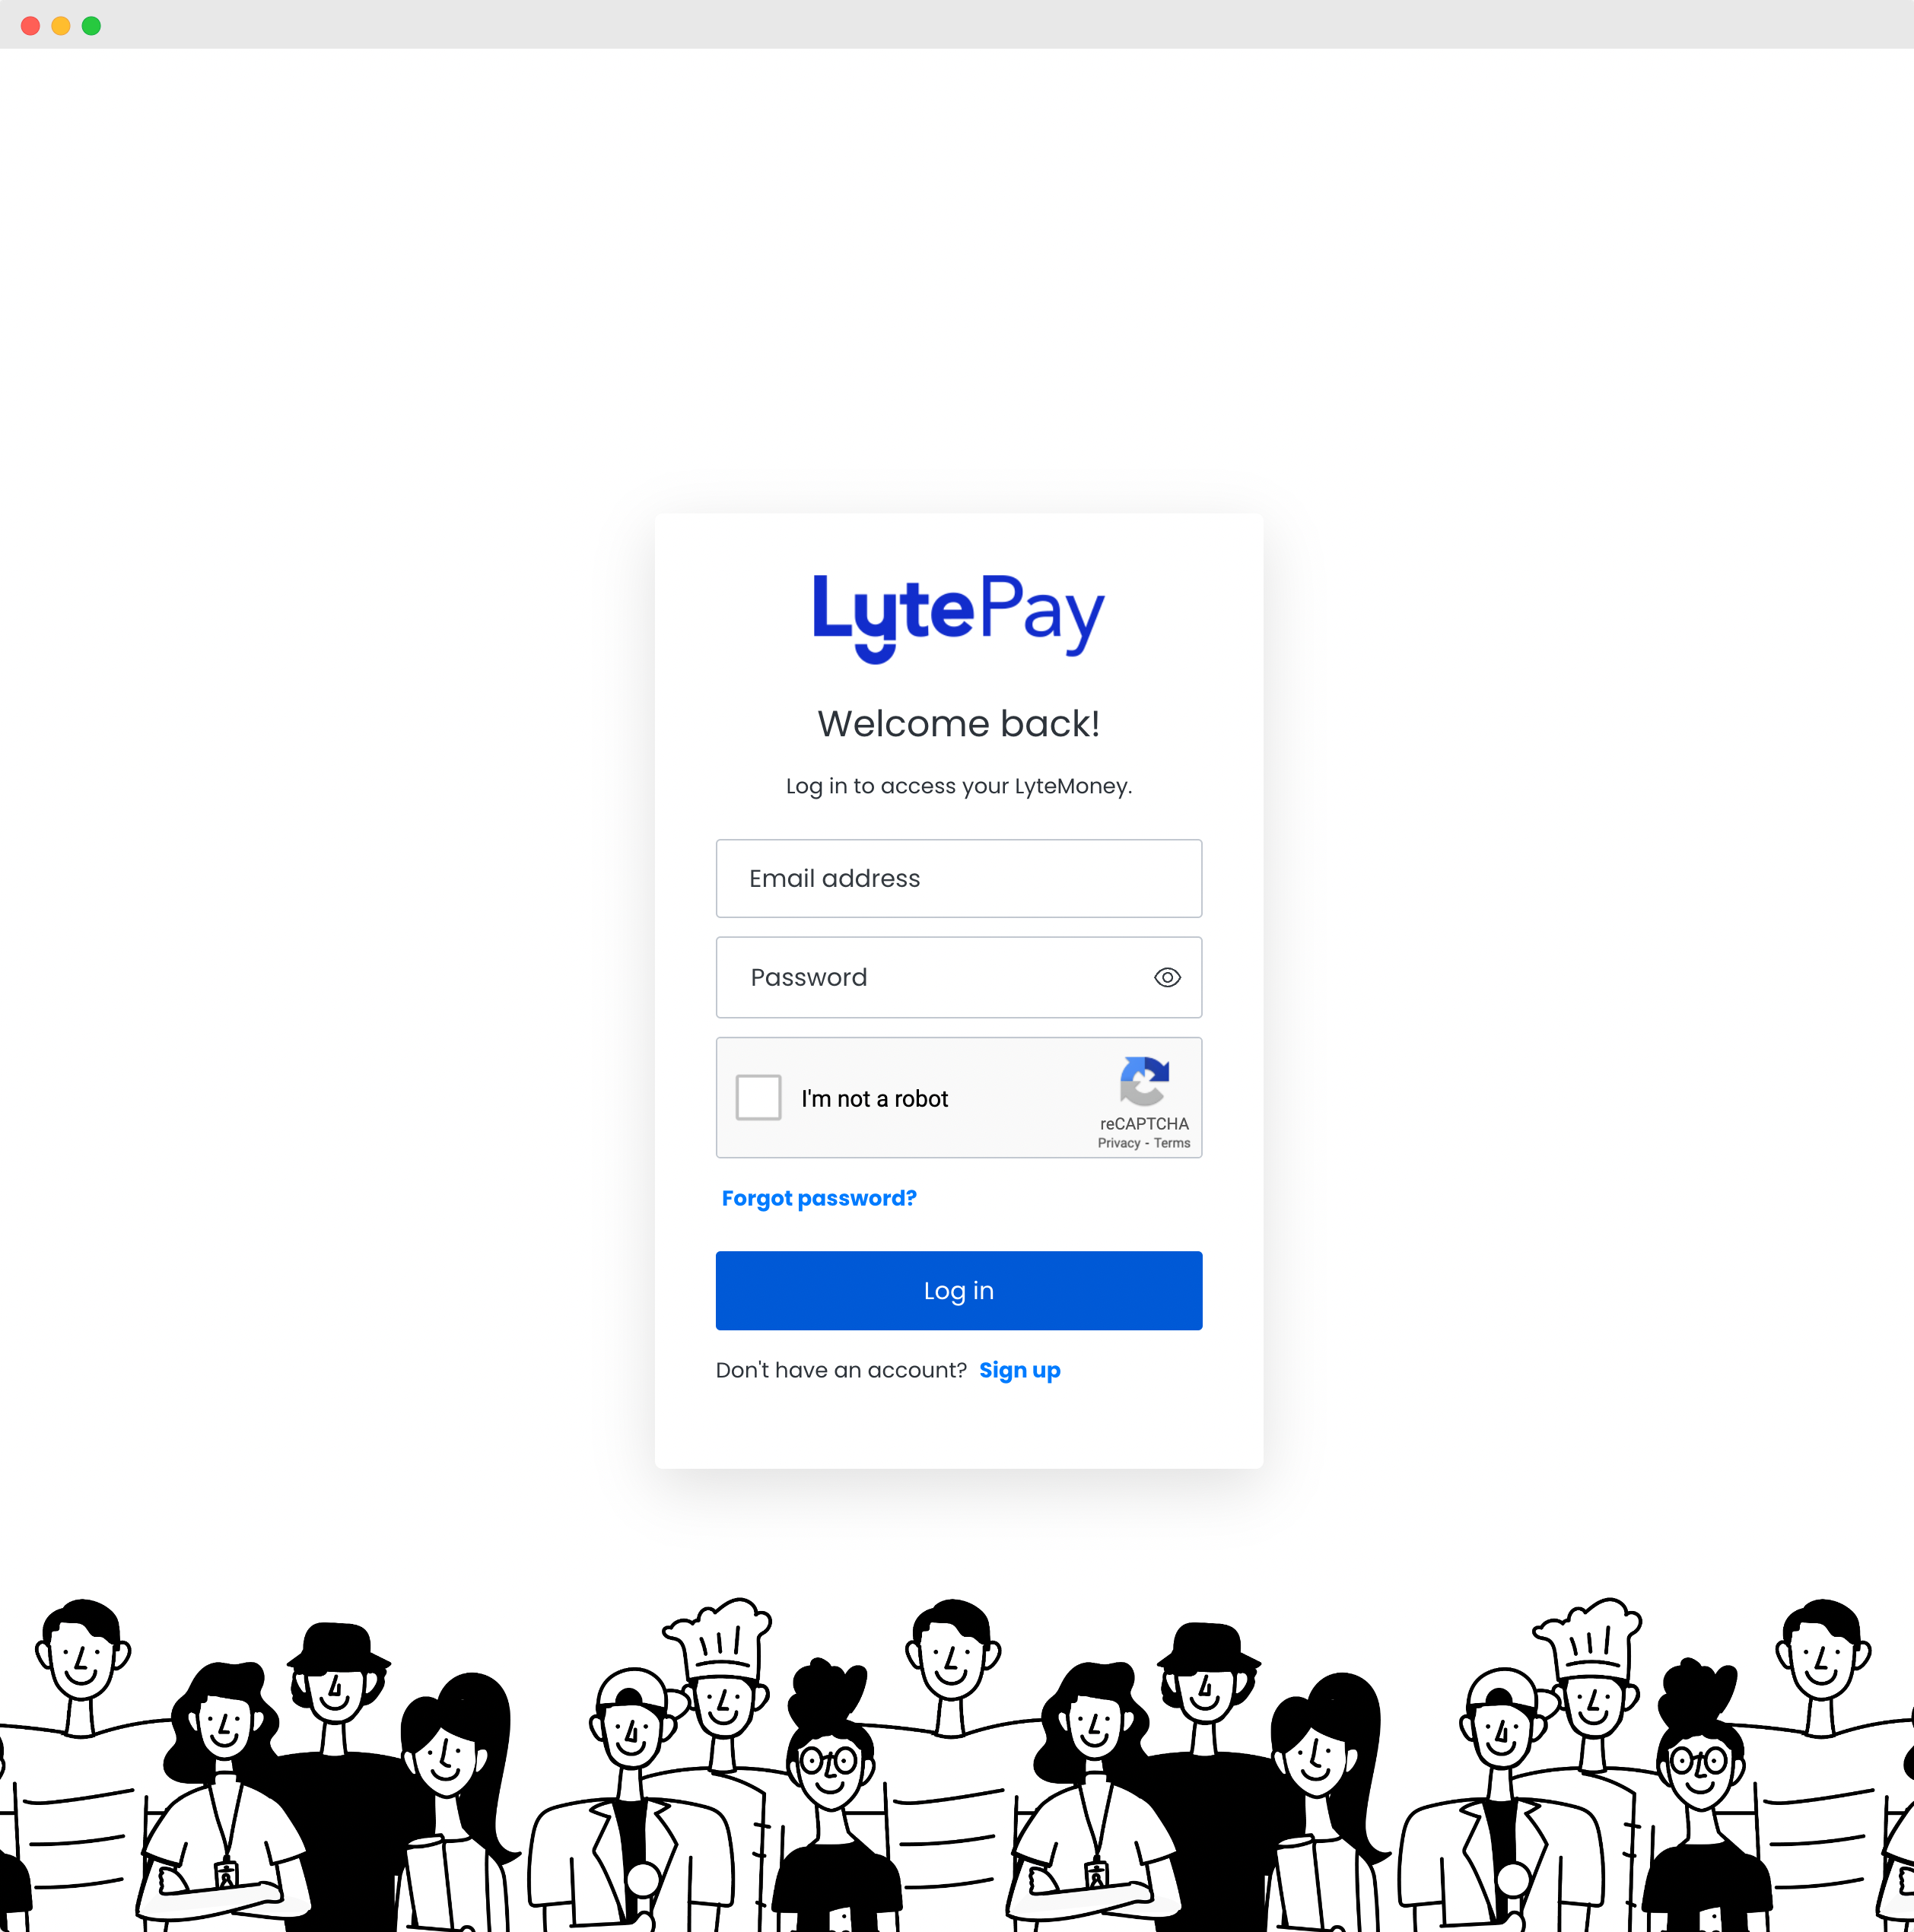 LytePay
Welcome back!
Log in to access your LyteMoney.
Email address
Password
I'm not a robot
reCAPTCHA
Privacy - Terms
Forgot password?
Log in
Don't have an account? Sign up